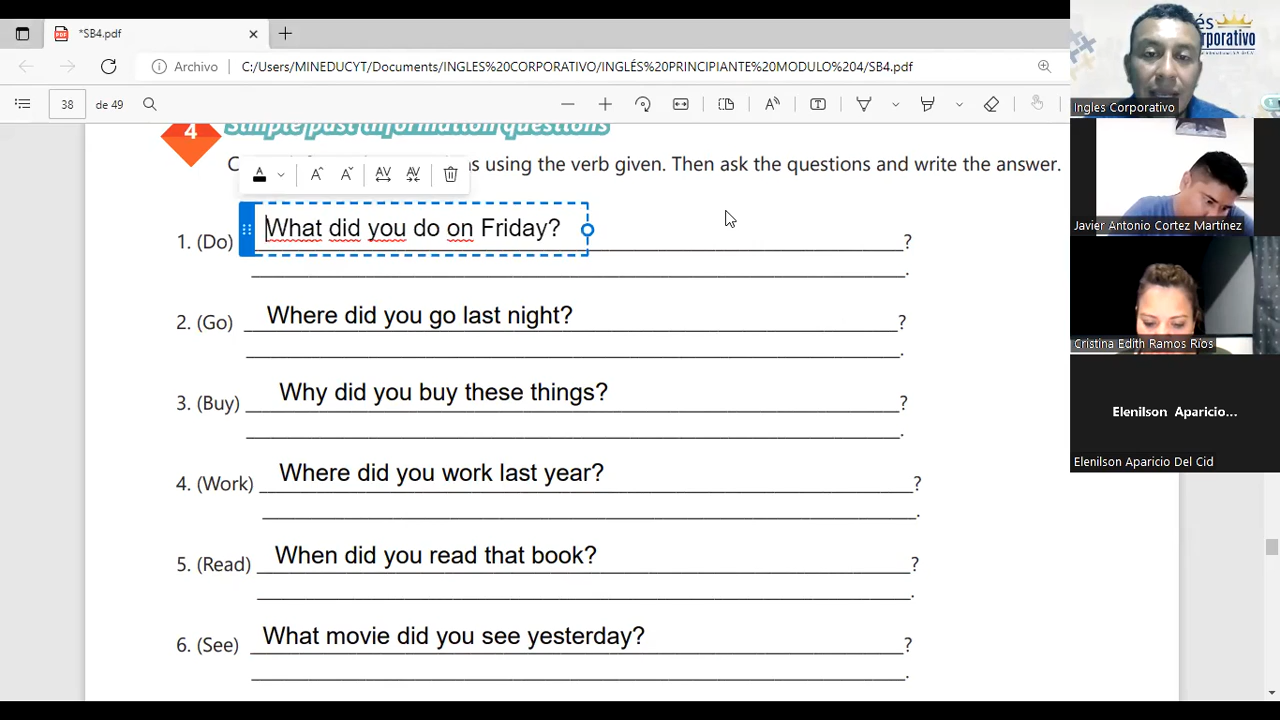 *SB4.pdf
Archivo
C:/Users/MINEDUCYT/Documents/INGLES%20CORPORATIVO/INGLÉS%20PRINCIPIANTE%20MODULO%204/SB4.pdf
38 de 49
4 Simple past information questions
using the verb given. Then ask the questions and write the answer.
1. (Do) What did you do on Friday? ?
2. (Go) Where did you go last night? ?
3. (Buy) Why did you buy these things? ?
4. (Work) Where did you work last year? ?
5. (Read) When did you read that book? ?
6. (See) What movie did you see yesterday? ?
Ingles Corporativo
Javier Antonio Cortez Martínez
Cristina Edith Ramos Rios
Elenilson Aparicio...
Elenilson Aparicio Del Cid